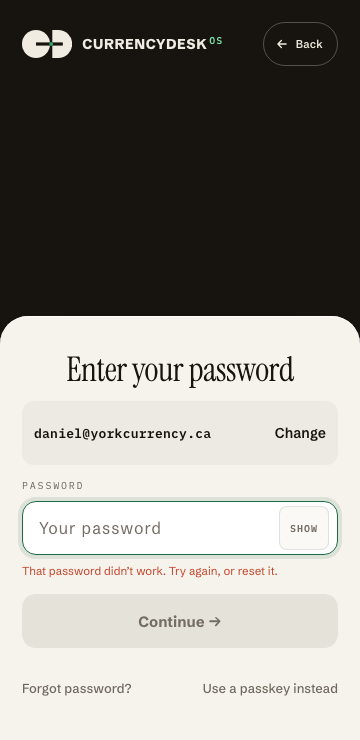 CURRENCYDESK OS
← Back
Enter your password
daniel@yorkcurrency.ca Change
PASSWORD
Your password SHOW
That password didn’t work. Try again, or reset it.
Continue →
Forgot password? Use a passkey instead